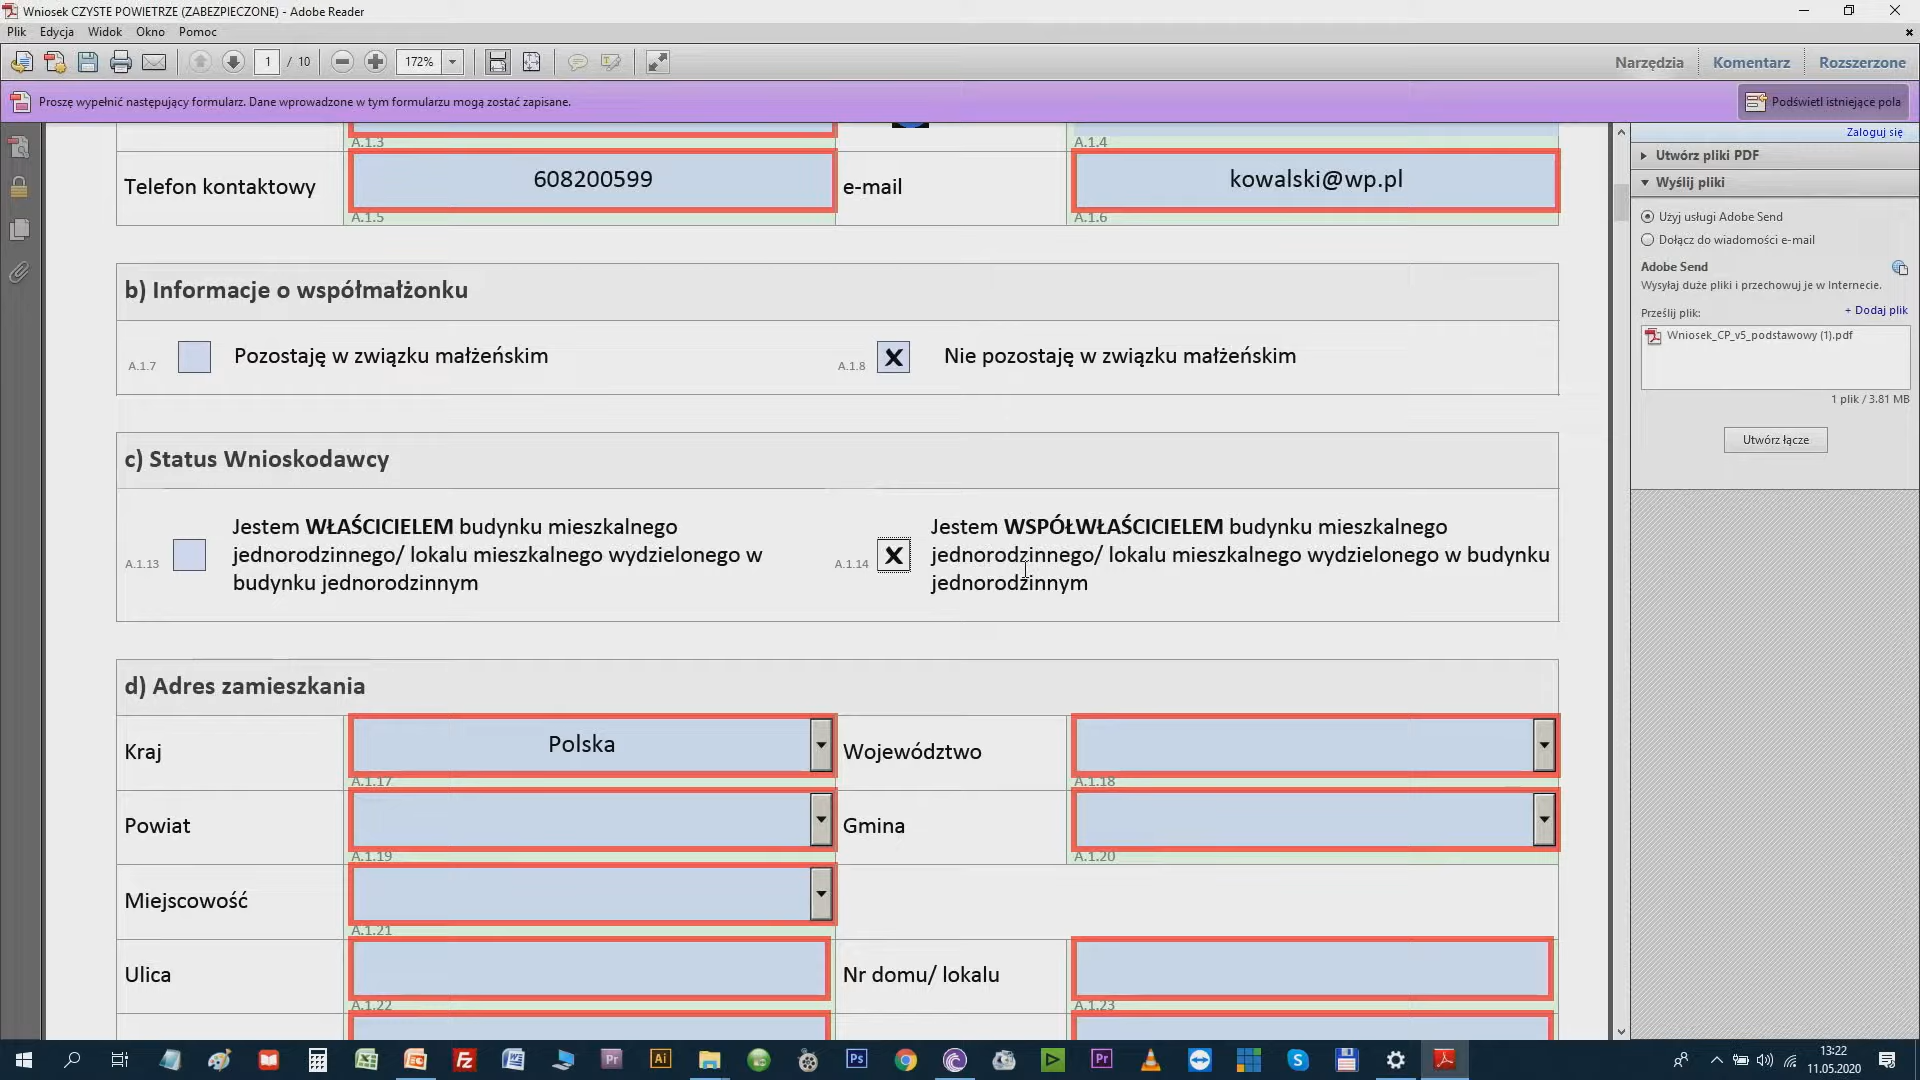 Wniosek CZYSTE POWIETRZE (ZABEZPIECZONE) - Adobe Reader
Plik Edycja Widok Okno Pomoc
1 / 10 172% Narzędzia Komentarz Rozszerzone
Proszę wypełnić następujący formularz. Dane wprowadzone w tym formularzu mogą zostać zapisane.
Podświetl istniejące pola
A.1.3 A.1.4
Telefon kontaktowy 608200599 e-mail kowalski@wp.pl
A.1.5 A.1.6
b) Informacje o współmałżonku
A.1.7 Pozostaję w związku małżeńskim A.1.8 X Nie pozostaję w związku małżeńskim
c) Status Wnioskodawcy
A.1.13
Jestem WŁAŚCICIELEM budynku mieszkalnego
jednorodzinnego/ lokalu mieszkalnego wydzielonego w
budynku jednorodzinnym
A.1.14 X
Jestem WSPÓŁWŁAŚCICIELEM budynku mieszkalnego
jednorodzinnego/ lokalu mieszkalnego wydzielonego w budynku
jednorodzinnym
d) Adres zamieszkania
Kraj Polska Województwo
A.1.17 A.1.18
Powiat Gmina
A.1.19 A.1.20
Miejscowość
A.1.21
Ulica Nr domu/ lokalu
A.1.22 A.1.23
Zaloguj się
Utwórz pliki PDF
Wyślij pliki
Użyj usługi Adobe Send
Dołącz do wiadomości e-mail
Adobe Send
Wysyłaj duże pliki i przechowuj je w Internecie.
Prześlij plik: + Dodaj plik
Wniosek_CP_v5_podstawowy (1).pdf
1 plik / 3.81 MB
Utwórz łącze
13:22
11.05.2020